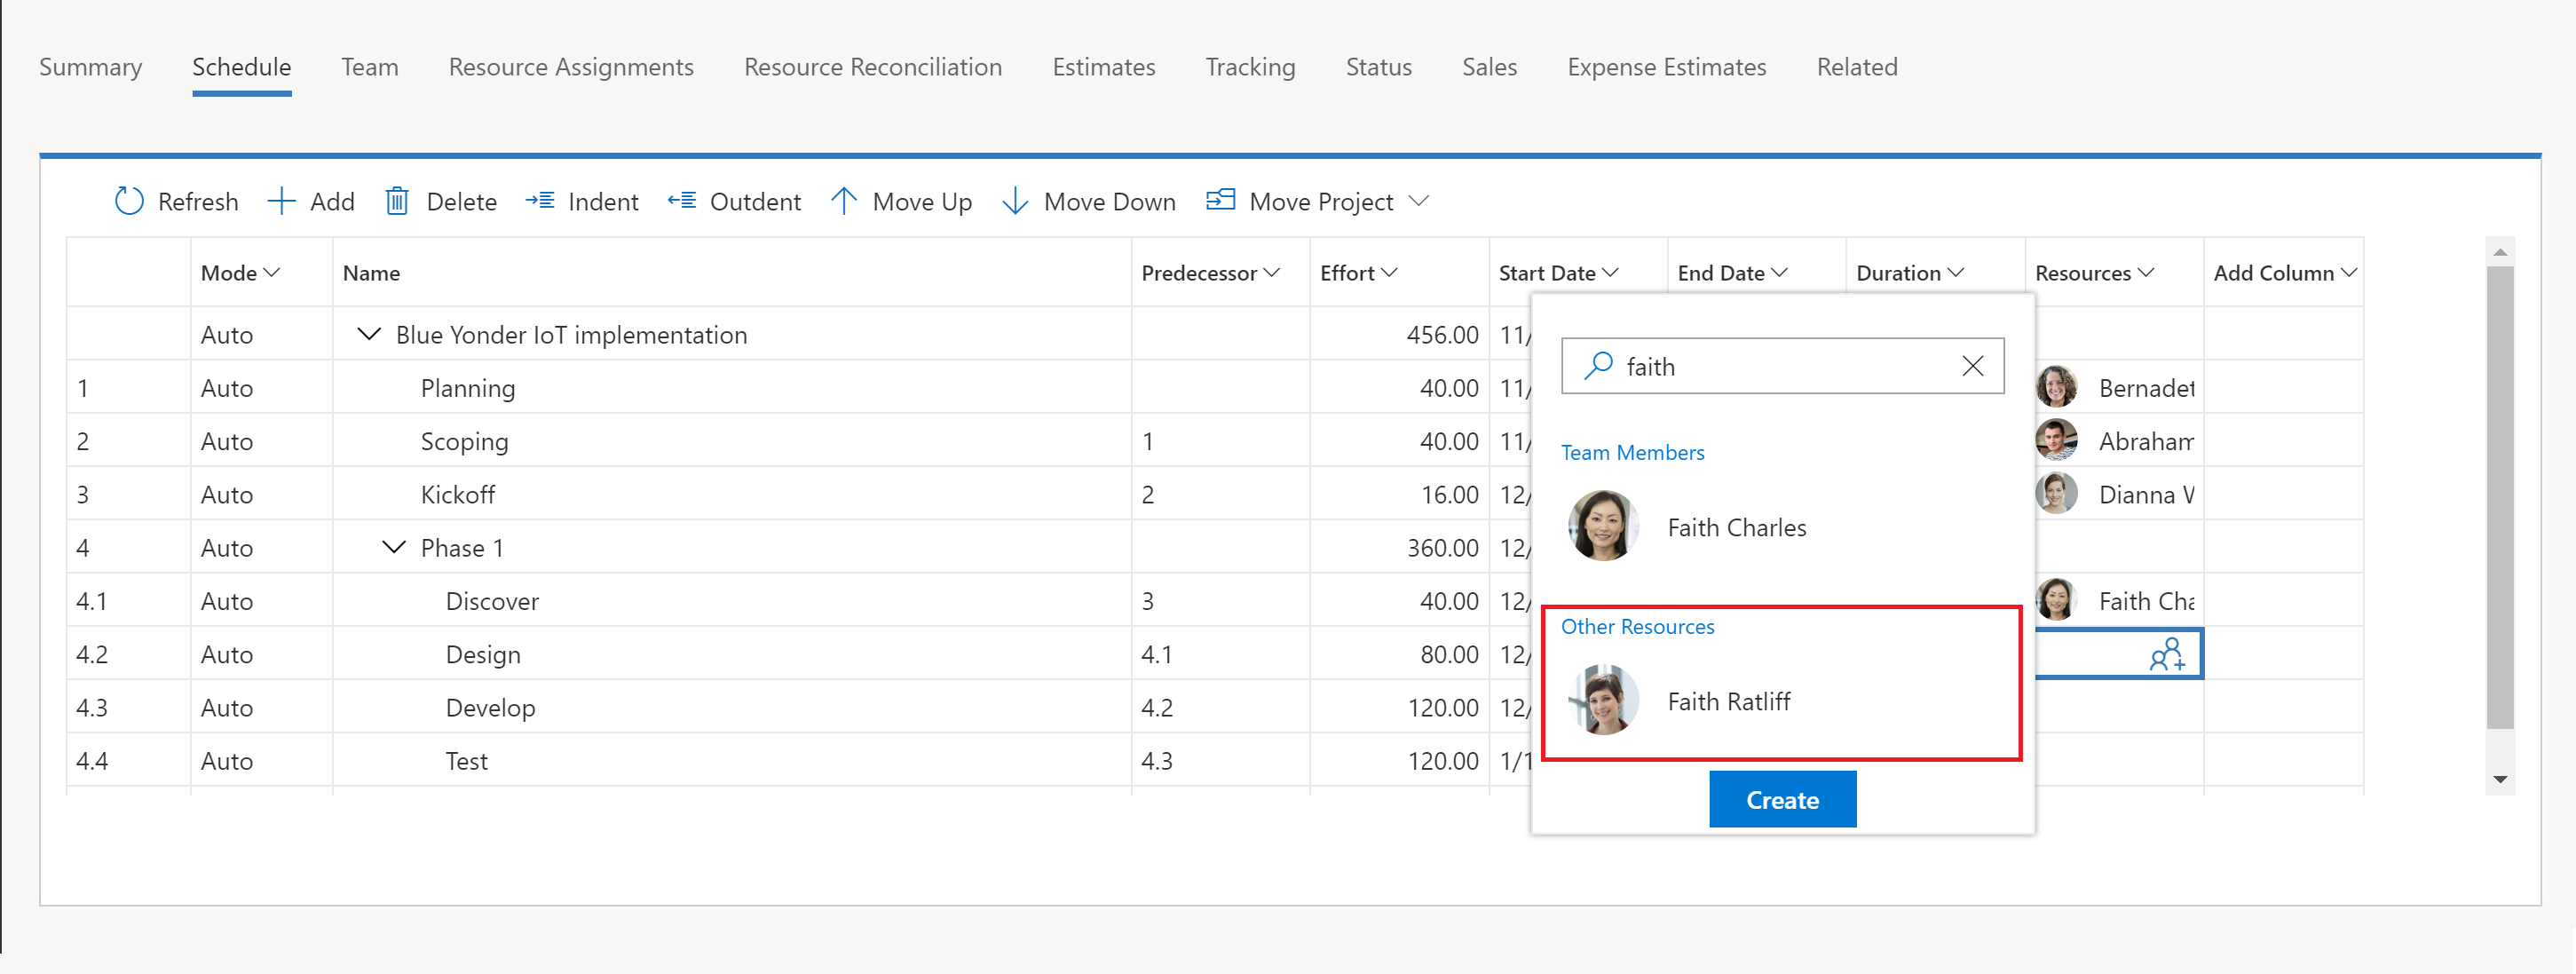 Summary Schedule Team Resource Assignments Resource Reconciliation Estimates Tracking Status Sales Expense Estimates Related
Refresh Add Delete Indent Outdent Move Up Move Down Move Project
Mode Name Predecessor Effort Start Date End Date Duration Resources Add Column
Auto Blue Yonder IoT implementation 456.00 11/
1 Auto Planning 40.00 11/ Bernadet
2 Auto Scoping 1 40.00 11/ Abraham
3 Auto Kickoff 2 16.00 12/ Dianna W
4 Auto Phase 1 360.00 12/
4.1 Auto Discover 3 40.00 12/ Faith Cha
4.2 Auto Design 4.1 80.00 12/
4.3 Auto Develop 4.2 120.00 12/
4.4 Auto Test 4.3 120.00 1/1
faith
Team Members
Faith Charles
Other Resources
Faith Ratliff
Create